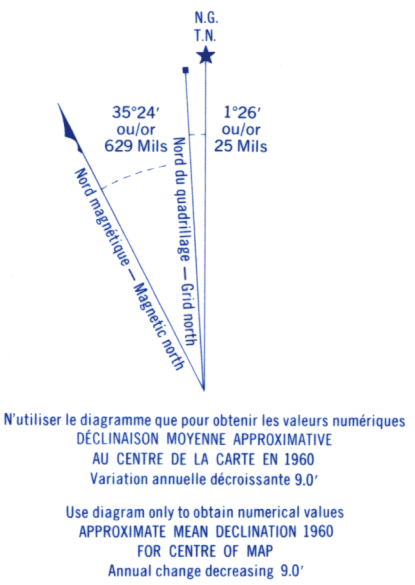 N.G.
T.N.
35°24′
ou/or
629 Mils
1°26′
ou/or
25 Mils
Nord magnétique — Magnetic north
Nord du quadrillage — Grid north
N'utiliser le diagramme que pour obtenir les valeurs numériques
DÉCLINAISON MOYENNE APPROXIMATIVE
AU CENTRE DE LA CARTE EN 1960
Variation annuelle décroissante 9.0′
Use diagram only to obtain numerical values
APPROXIMATE MEAN DECLINATION 1960
FOR CENTRE OF MAP
Annual change decreasing 9.0′